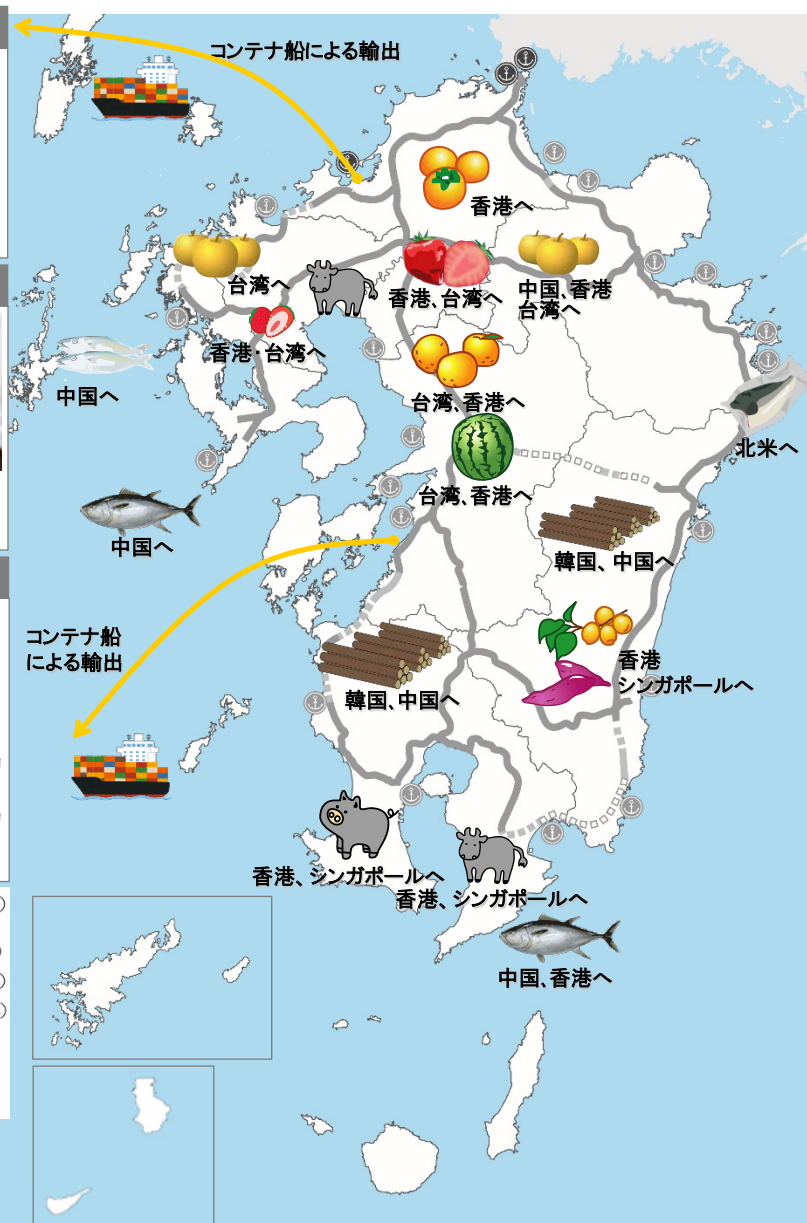 コンテナ船による輸出
香港へ
台湾へ
香港、台湾へ
中国、香港
台湾へ
香港・台湾へ
中国へ
台湾、香港へ
北米へ
台湾、香港へ
中国へ
韓国、中国へ
コンテナ船
による輸出
香港
シンガポールへ
韓国、中国へ
香港、シンガポールへ
香港、シンガポールへ
中国、香港へ